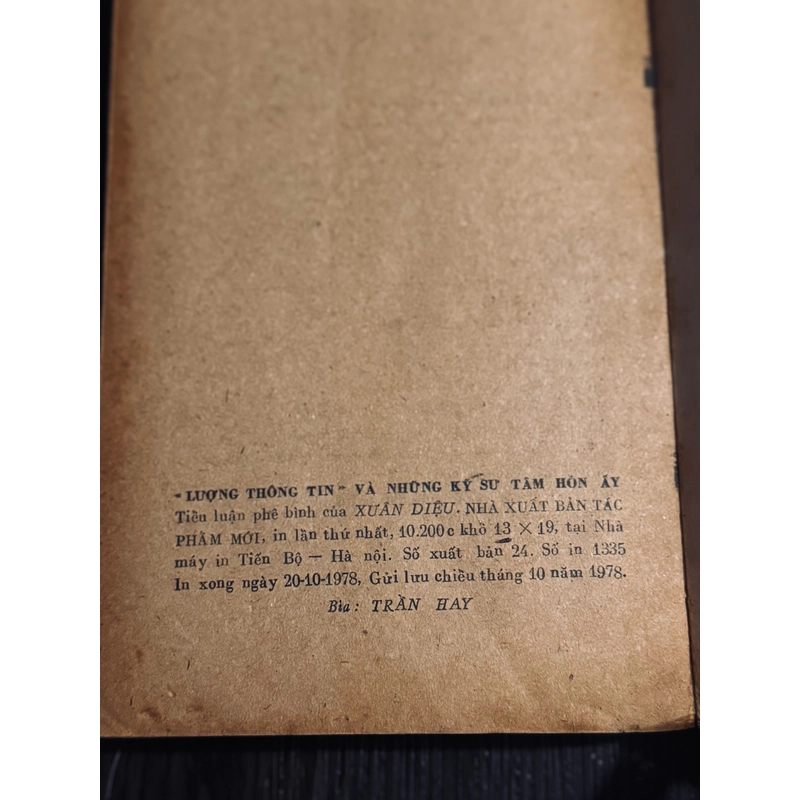 "LƯỢNG THÔNG TIN" VÀ NHỮNG KỸ SƯ TÂM HỒN ẤY
Tiểu luận phê bình của XUÂN DIỆU. NHÀ XUẤT BẢN TÁC
PHẨM MỚI, in lần thứ nhất, 10.200c khổ 13 × 19, tại Nhà
máy in Tiến Bộ — Hà nội. Số xuất bản 24. Số in 1335
In xong ngày 20-10-1978, Gửi lưu chiểu tháng 10 năm 1978.
Bìa: TRẦN HAY